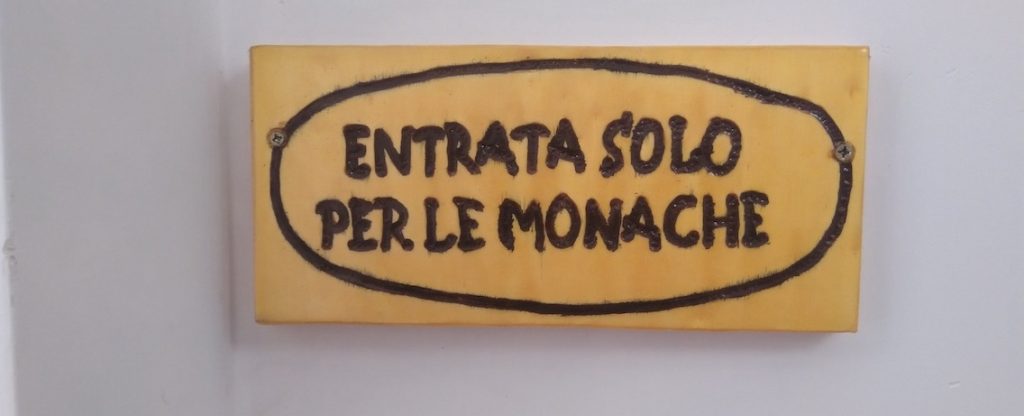 ENTRATA SOLO
PER LE MONACHE